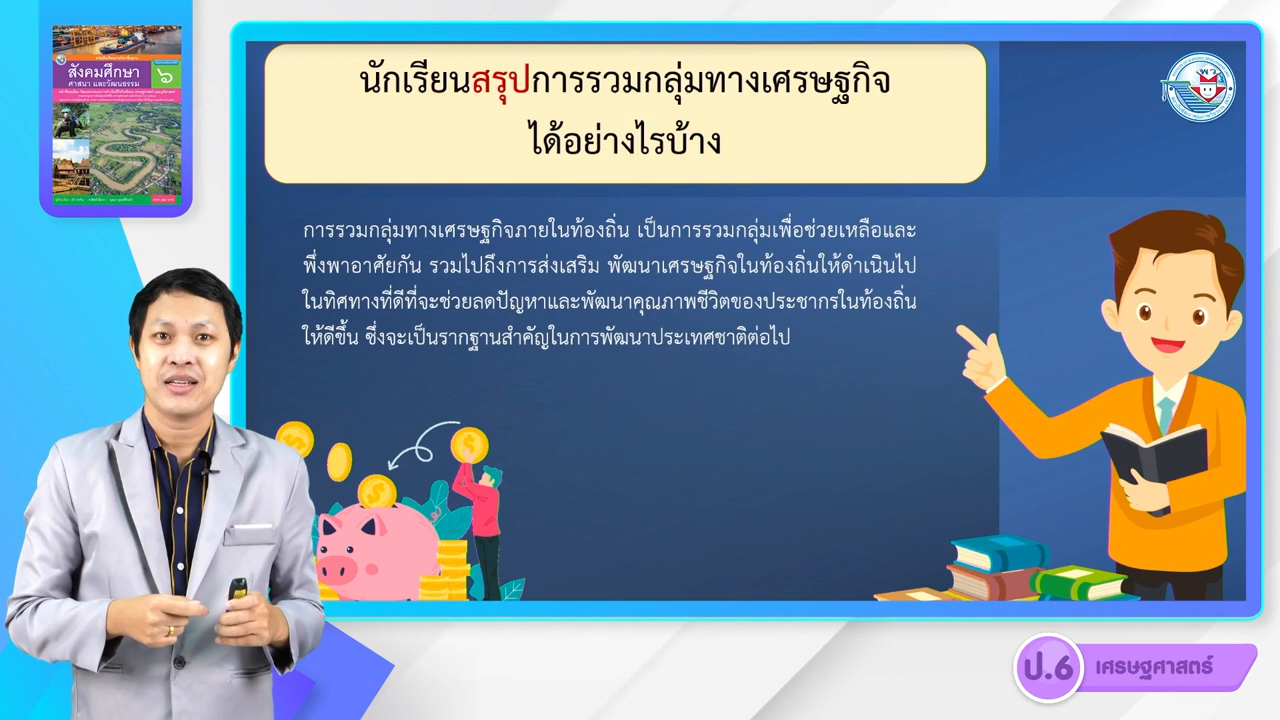 สังคมศึกษา
ศาสนา และวัฒนธรรม
๖
นักเรียนสรุปการรวมกลุ่มทางเศรษฐกิจ
ได้อย่างไรบ้าง
พว
การรวมกลุ่มทางเศรษฐกิจภายในท้องถิ่น เป็นการรวมกลุ่มเพื่อช่วยเหลือและ
พึ่งพาอาศัยกัน รวมไปถึงการส่งเสริม พัฒนาเศรษฐกิจในท้องถิ่นให้ดำเนินไป
ในทิศทางที่ดีที่จะช่วยลดปัญหาและพัฒนาคุณภาพชีวิตของประชากรในท้องถิ่น
ให้ดีขึ้น ซึ่งจะเป็นรากฐานสำคัญในการพัฒนาประเทศชาติต่อไป
ป.6
เศรษฐศาสตร์